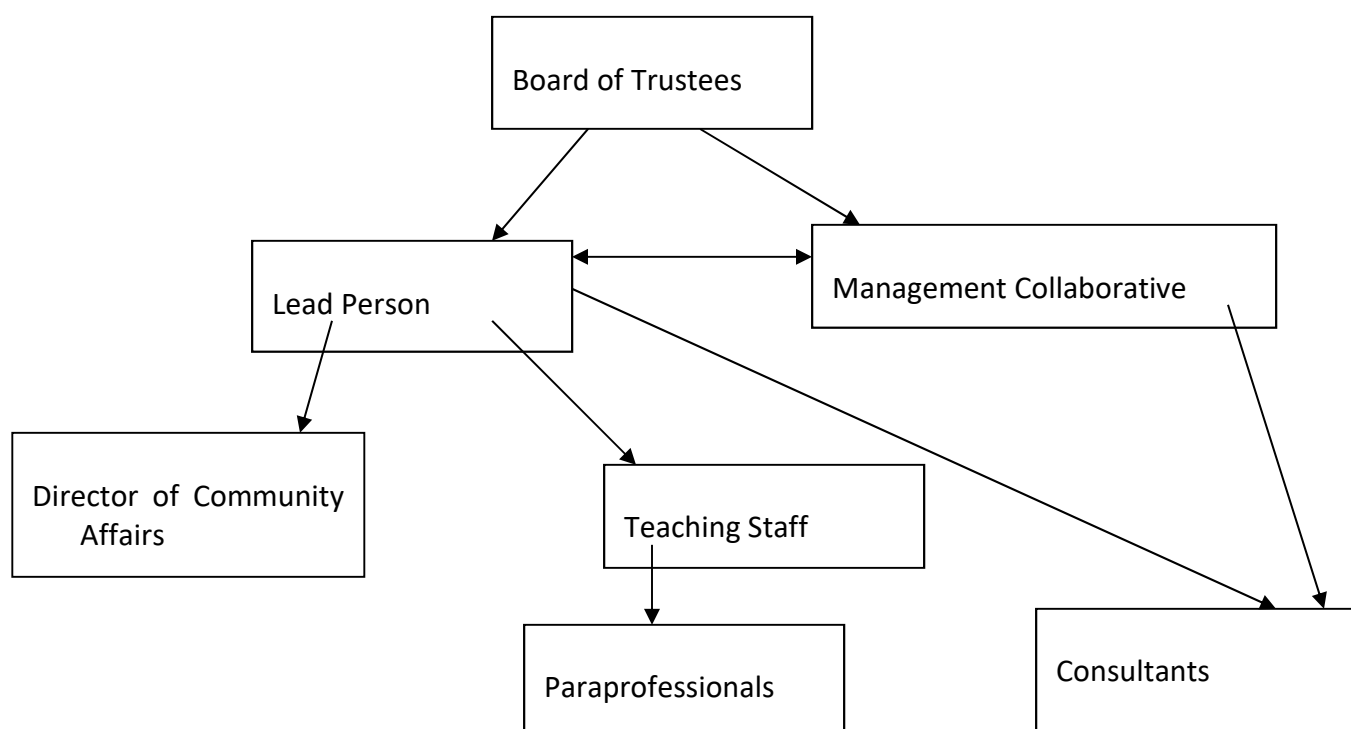 Board of Trustees
Lead Person
Management Collaborative
Director of Community
Affairs
Teaching Staff
Paraprofessionals
Consultants